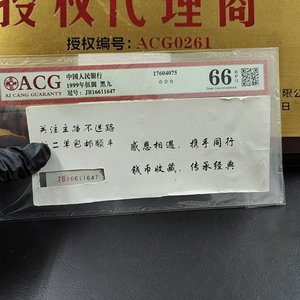 授权代理商
授权编号：ACG0261
ACG
AI CANG GUARANTY
中国人民银行
1999年伍圆 黑九
冠号：JB16611647
17604075
☆☆☆
66
EPQ
Gem Uncirculated
关注主播不迷路
二单包邮顺丰
感恩相遇，携手同行
钱币收藏，传承经典
JB16611647